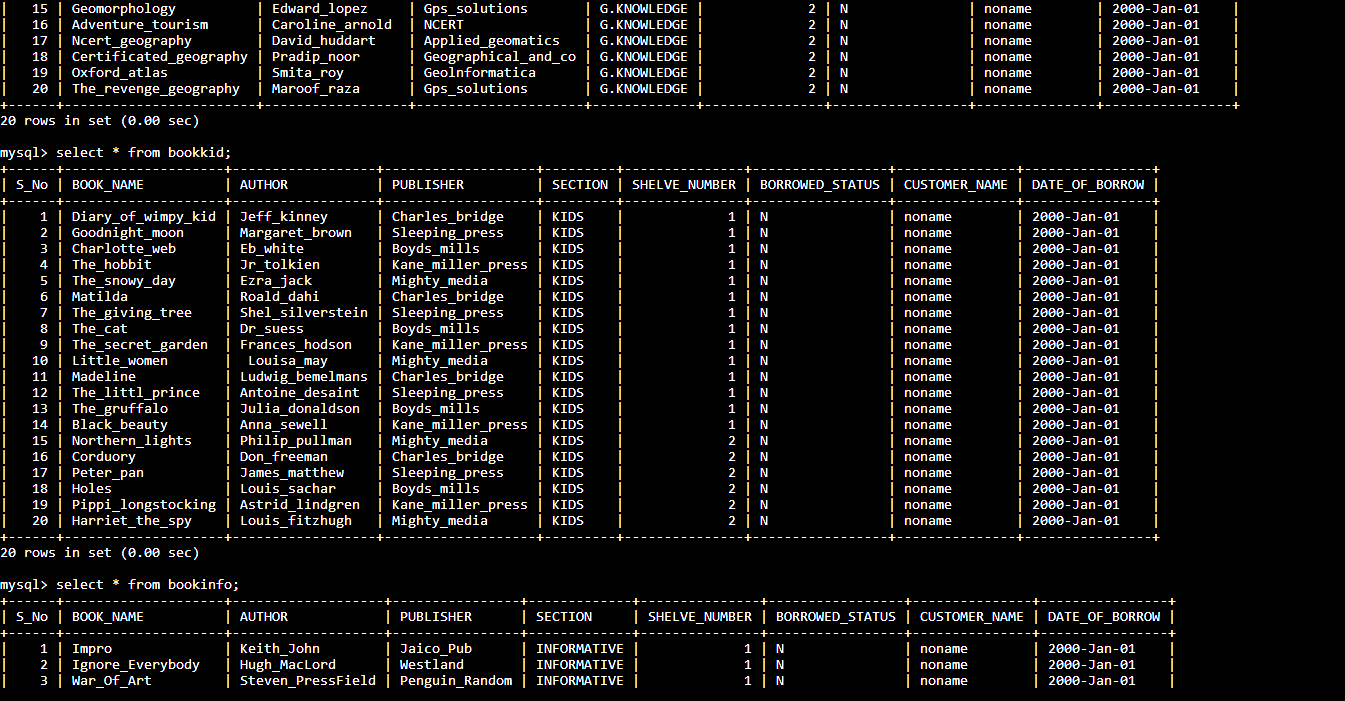 |   15 | Geomorphology          | Edward_lopez     | Gps_solutions       | G.KNOWLEDGE |             2 | N               | noname        | 2000-Jan-01    |
|   16 | Adventure_tourism      | Caroline_arnold  | NCERT               | G.KNOWLEDGE |             2 | N               | noname        | 2000-Jan-01    |
|   17 | Ncert_geography        | David_huddart    | Applied_geomatics   | G.KNOWLEDGE |             2 | N               | noname        | 2000-Jan-01    |
|   18 | Certificated_geography | Pradip_noor      | Geographical_and_co | G.KNOWLEDGE |             2 | N               | noname        | 2000-Jan-01    |
|   19 | Oxford_atlas           | Smita_roy        | GeoInformatica      | G.KNOWLEDGE |             2 | N               | noname        | 2000-Jan-01    |
|   20 | The_revenge_geography  | Maroof_raza      | Gps_solutions       | G.KNOWLEDGE |             2 | N               | noname        | 2000-Jan-01    |
20 rows in set (0.00 sec)
mysql> select * from bookkid;
| S_No | BOOK_NAME          | AUTHOR           | PUBLISHER         | SECTION | SHELVE_NUMBER | BORROWED_STATUS | CUSTOMER_NAME | DATE_OF_BORROW |
|    1 | Diary_of_wimpy_kid | Jeff_kinney      | Charles_bridge    | KIDS    |             1 | N               | noname        | 2000-Jan-01    |
|    2 | Goodnight_moon     | Margaret_brown   | Sleeping_press    | KIDS    |             1 | N               | noname        | 2000-Jan-01    |
|    3 | Charlotte_web      | Eb_white         | Boyds_mills       | KIDS    |             1 | N               | noname        | 2000-Jan-01    |
|    4 | The_hobbit         | Jr_tolkien       | Kane_miller_press | KIDS    |             1 | N               | noname        | 2000-Jan-01    |
|    5 | The_snowy_day      | Ezra_jack        | Mighty_media      | KIDS    |             1 | N               | noname        | 2000-Jan-01    |
|    6 | Matilda            | Roald_dahi       | Charles_bridge    | KIDS    |             1 | N               | noname        | 2000-Jan-01    |
|    7 | The_giving_tree    | Shel_silverstein | Sleeping_press    | KIDS    |             1 | N               | noname        | 2000-Jan-01    |
|    8 | The_cat            | Dr_suess         | Boyds_mills       | KIDS    |             1 | N               | noname        | 2000-Jan-01    |
|    9 | The_secret_garden  | Frances_hodson   | Kane_miller_press | KIDS    |             1 | N               | noname        | 2000-Jan-01    |
|   10 | Little_women       |  Louisa_may      | Mighty_media      | KIDS    |             1 | N               | noname        | 2000-Jan-01    |
|   11 | Madeline           | Ludwig_bemelmans | Charles_bridge    | KIDS    |             1 | N               | noname        | 2000-Jan-01    |
|   12 | The_littl_prince   | Antoine_desaint  | Sleeping_press    | KIDS    |             1 | N               | noname        | 2000-Jan-01    |
|   13 | The_gruffalo       | Julia_donaldson  | Boyds_mills       | KIDS    |             1 | N               | noname        | 2000-Jan-01    |
|   14 | Black_beauty       | Anna_sewell      | Kane_miller_press | KIDS    |             1 | N               | noname        | 2000-Jan-01    |
|   15 | Northern_lights    | Philip_pullman   | Mighty_media      | KIDS    |             2 | N               | noname        | 2000-Jan-01    |
|   16 | Corduory           | Don_freeman      | Charles_bridge    | KIDS    |             2 | N               | noname        | 2000-Jan-01    |
|   17 | Peter_pan          | James_matthew    | Sleeping_press    | KIDS    |             2 | N               | noname        | 2000-Jan-01    |
|   18 | Holes              | Louis_sachar     | Boyds_mills       | KIDS    |             2 | N               | noname        | 2000-Jan-01    |
|   19 | Pippi_longstocking | Astrid_lindgren  | Kane_miller_press | KIDS    |             2 | N               | noname        | 2000-Jan-01    |
|   20 | Harriet_the_spy    | Louis_fitzhugh   | Mighty_media      | KIDS    |             2 | N               | noname        | 2000-Jan-01    |
20 rows in set (0.00 sec)
mysql> select * from bookinfo;
| S_No | BOOK_NAME          | AUTHOR            | PUBLISHER      | SECTION     | SHELVE_NUMBER | BORROWED_STATUS | CUSTOMER_NAME | DATE_OF_BORROW |
|    1 | Impro              | Keith_John        | Jaico_Pub      | INFORMATIVE |             1 | N               | noname        | 2000-Jan-01    |
|    2 | Ignore_Everybody   | Hugh_MacLord      | Westland       | INFORMATIVE |             1 | N               | noname        | 2000-Jan-01    |
|    3 | War_Of_Art         | Steven_PressField | Penguin_Random | INFORMATIVE |             1 | N               | noname        | 2000-Jan-01    |